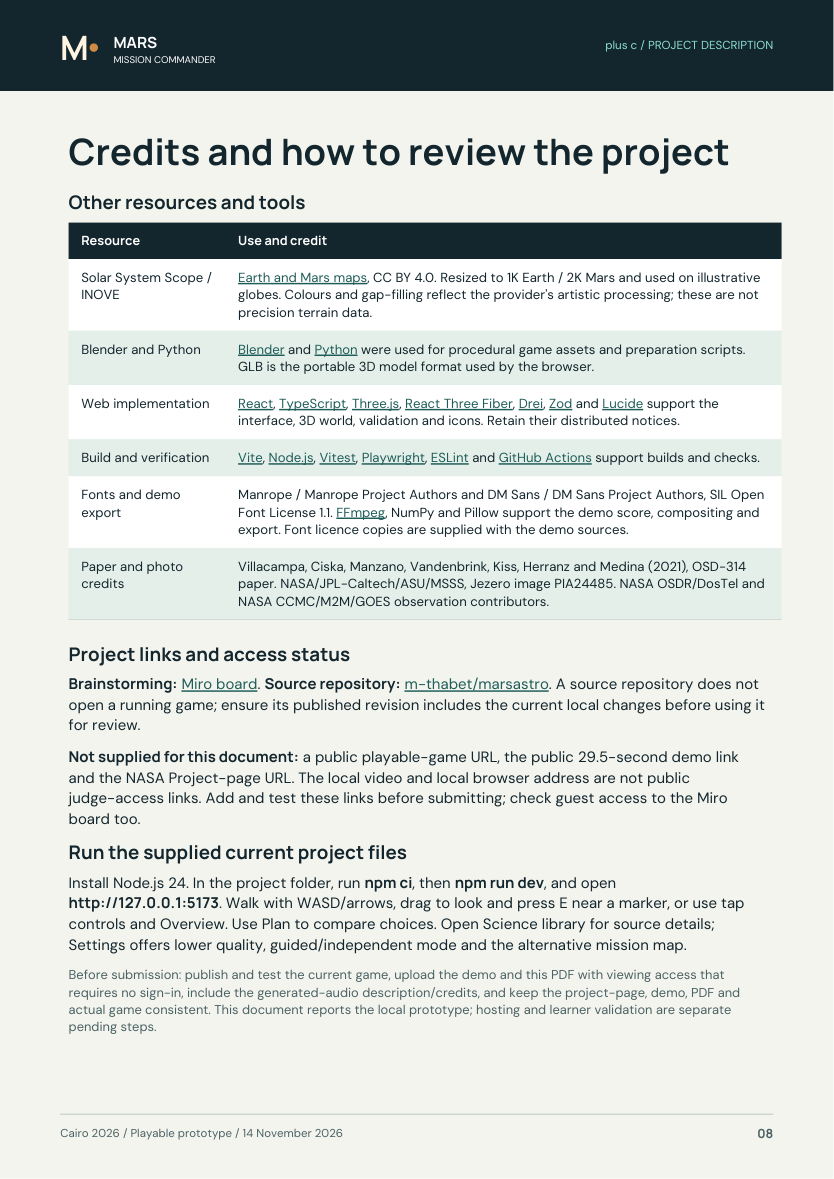 M
MARS
MISSION COMMANDER
plus c / PROJECT DESCRIPTION
Credits and how to review the project
Other resources and tools
Resource Use and credit
Solar System Scope /
INOVE
Earth and Mars maps, CC BY 4.0. Resized to 1K Earth / 2K Mars and used on illustrative
globes. Colours and gap-filling reflect the provider's artistic processing; these are not
precision terrain data.
Blender and Python
Blender and Python were used for procedural game assets and preparation scripts.
GLB is the portable 3D model format used by the browser.
Web implementation
React, TypeScript, Three.js, React Three Fiber, Drei, Zod and Lucide support the
interface, 3D world, validation and icons. Retain their distributed notices.
Build and verification
Vite, Node.js, Vitest, Playwright, ESLint and GitHub Actions support builds and checks.
Fonts and demo
export
Manrope / Manrope Project Authors and DM Sans / DM Sans Project Authors, SIL Open
Font License 1.1. FFmpeg, NumPy and Pillow support the demo score, compositing and
export. Font licence copies are supplied with the demo sources.
Paper and photo
credits
Villacampa, Ciska, Manzano, Vandenbrink, Kiss, Herranz and Medina (2021), OSD-314
paper. NASA/JPL-Caltech/ASU/MSSS, Jezero image PIA24485. NASA OSDR/DosTel and
NASA CCMC/M2M/GOES observation contributors.
Project links and access status
Brainstorming: Miro board. Source repository: m-thabet/marsastro. A source repository does not
open a running game; ensure its published revision includes the current local changes before using it
for review.
Not supplied for this document: a public playable-game URL, the public 29.5-second demo link
and the NASA Project-page URL. The local video and local browser address are not public
judge-access links. Add and test these links before submitting; check guest access to the Miro
board too.
Run the supplied current project files
Install Node.js 24. In the project folder, run npm ci, then npm run dev, and open
http://127.0.0.1:5173. Walk with WASD/arrows, drag to look and press E near a marker, or use tap
controls and Overview. Use Plan to compare choices. Open Science library for source details;
Settings offers lower quality, guided/independent mode and the alternative mission map.
Before submission: publish and test the current game, upload the demo and this PDF with viewing access that
requires no sign-in, include the generated-audio description/credits, and keep the project-page, demo, PDF and
actual game consistent. This document reports the local prototype; hosting and learner validation are separate
pending steps.
Cairo 2026 / Playable prototype / 14 November 2026
08